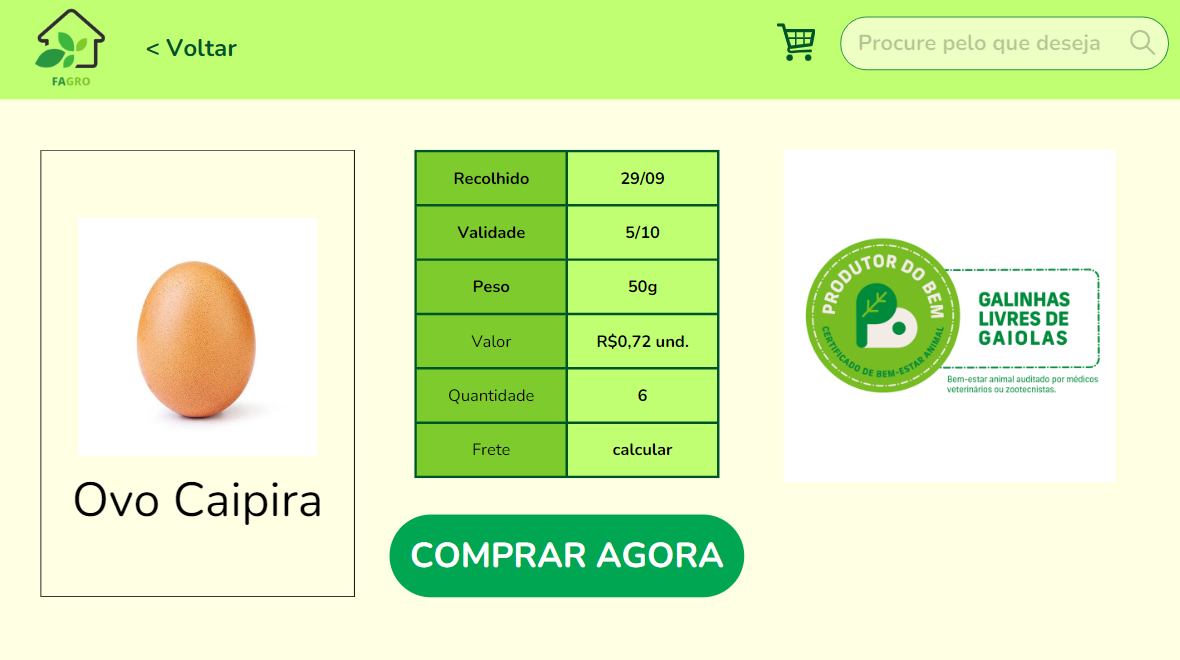 FAGRO
< Voltar
Procure pelo que deseja
Ovo Caipira
Recolhido 29/09
Validade 5/10
Peso 50g
Valor R$0,72 und.
Quantidade 6
Frete calcular
COMPRAR AGORA
PRODUTOR DO BEM
CERTIFICADO DE BEM-ESTAR ANIMAL
GALINHAS
LIVRES DE
GAIOLAS
Bem-estar animal auditado por médicos
veterinários ou zootecnistas.